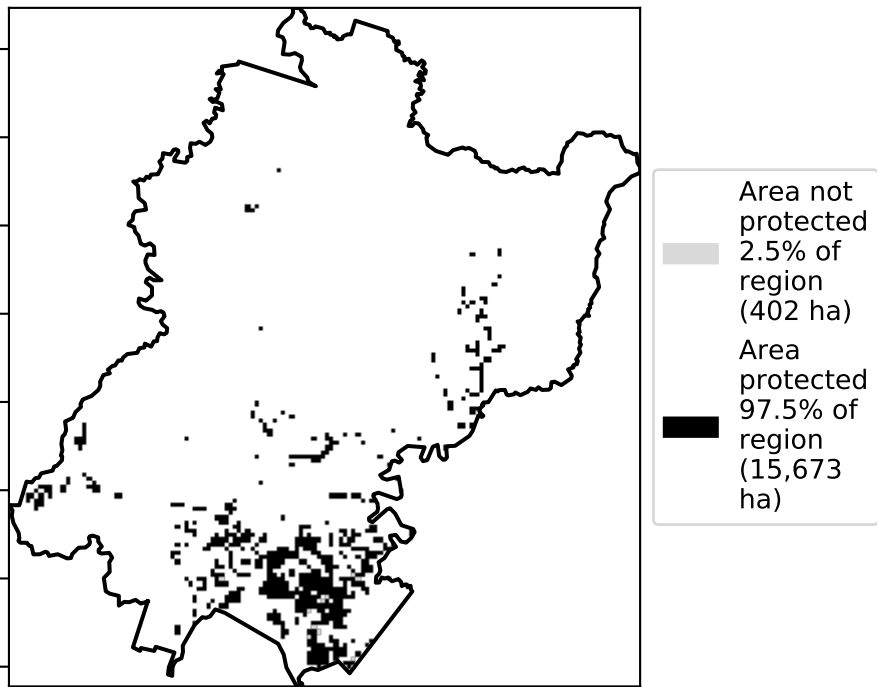 Area not
protected
2.5% of
region
(402 ha)
Area
protected
97.5% of
region
(15,673
ha)